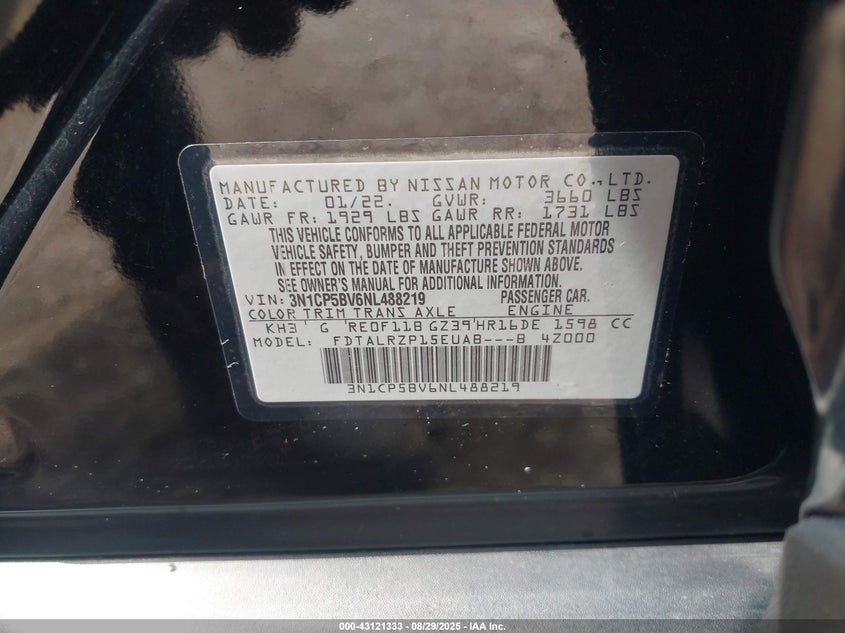 MANUFACTURED BY NISSAN MOTOR CO., LTD.
DATE: 01/22. GVWR: 3660 LBS
GAWR FR: 1929 LBS GAWR RR: 1731 LBS
THIS VEHICLE CONFORMS TO ALL APPLICABLE FEDERAL MOTOR
VEHICLE SAFETY, BUMPER AND THEFT PREVENTION STANDARDS
IN EFFECT ON THE DATE OF MANUFACTURE SHOWN ABOVE.
SEE OWNER'S MANUAL FOR ADDITIONAL INFORMATION.
VIN: 3N1CP5BV6NL488219 PASSENGER CAR.
COLOR TRIM TRANS AXLE ENGINE
KH3 G RE0F11B GZ39 HR16DE 1598 CC
MODEL: FDTALRZP15EUAB---B 4Z000
3N1CP5BV6NL488219
000-43121333 - 08/29/2025 - IAA Inc.